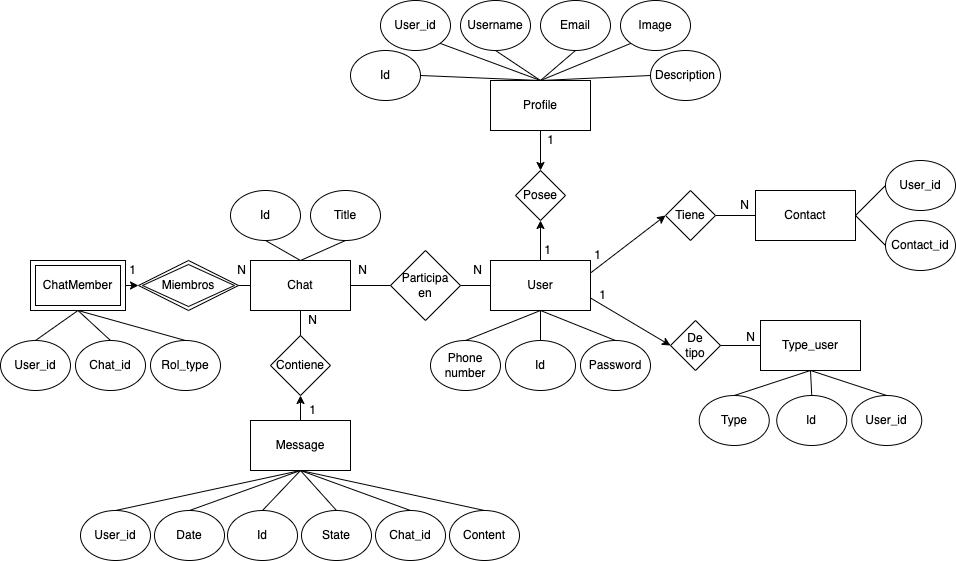 User_id
Username
Email
Image
Id
Description
Profile
1
Posee
User_id
Id
Title
1
Tiene
N
Contact
Contact_id
ChatMember
1
Miembros
N
Chat
N
Participa
en
N
User
1
1
N
De
tipo
N
Type_user
User_id
Chat_id
Rol_type
Contiene
Phone
number
Id
Password
1
Type
Id
User_id
Message
User_id
Date
Id
State
Chat_id
Content